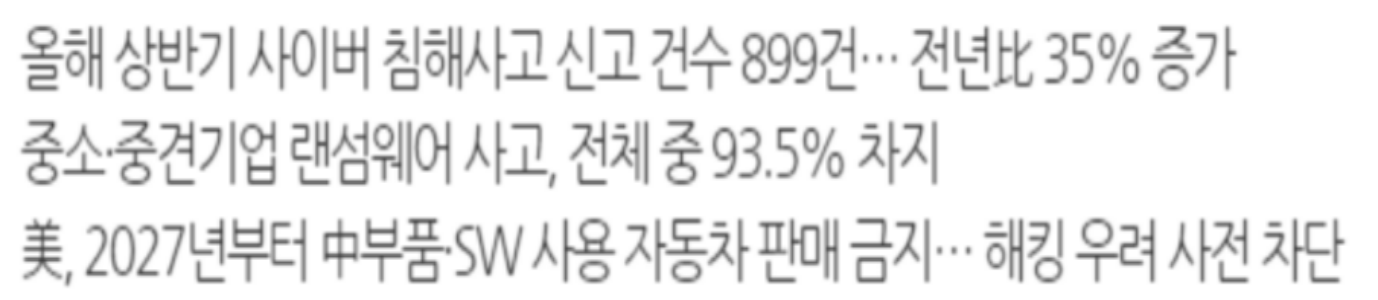 올해 상반기 사이버 침해사고 신고 건수 899건… 전년比 35% 증가
중소·중견기업 랜섬웨어 사고, 전체 중 93.5% 차지
美, 2027년부터 中부품·SW 사용 자동차 판매 금지… 해킹 우려 사전 차단